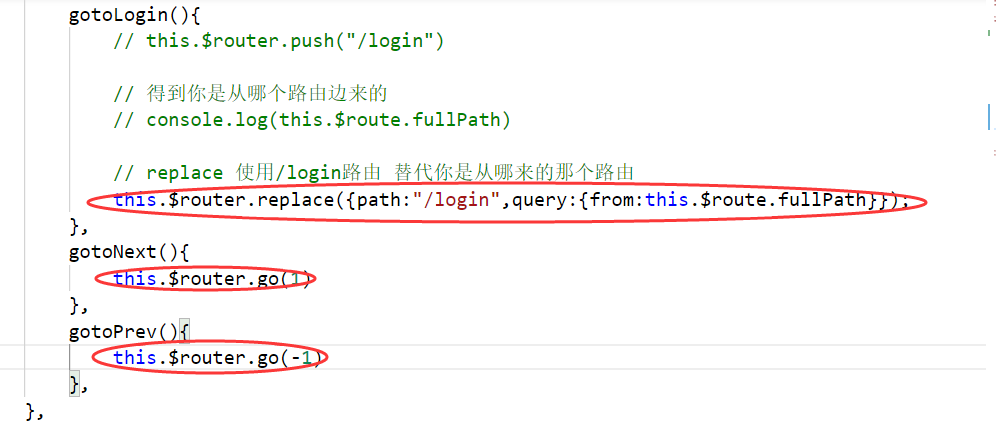 gotoLogin(){
// this.$router.push("/login")
// 得到你是从哪个路由边来的
// console.log(this.$route.fullPath)
// replace 使用/login路由 替代你是从哪来的那个路由
this.$router.replace({path:"/login",query:{from:this.$route.fullPath}});
},
gotoNext(){
this.$router.go(1)
},
gotoPrev(){
this.$router.go(-1)
},
},